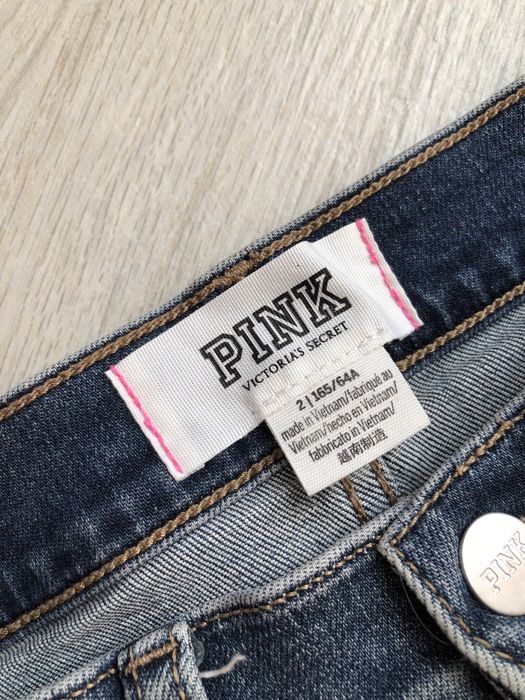 PINK
VICTORIA'S SECRET
2 | 165/64A
made in Vietnam/fabriqué au
Vietnam/hecho en Vietnam/
fabbricato in Vietnam/
越南制造
PINK